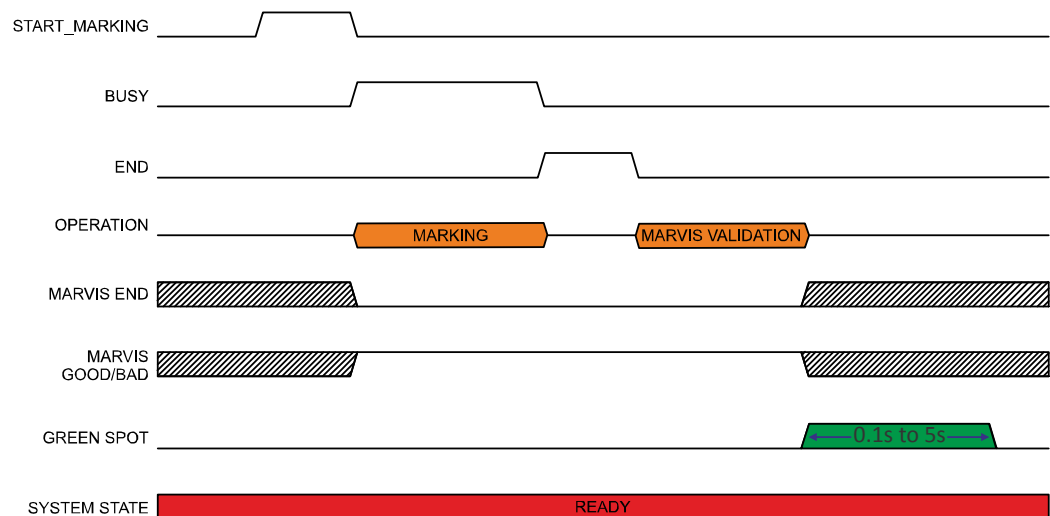 START_MARKING
BUSY
END
OPERATION
MARKING
MARVIS VALIDATION
MARVIS END
MARVIS
GOOD/BAD
GREEN SPOT
0.1s to 5s
SYSTEM STATE
READY